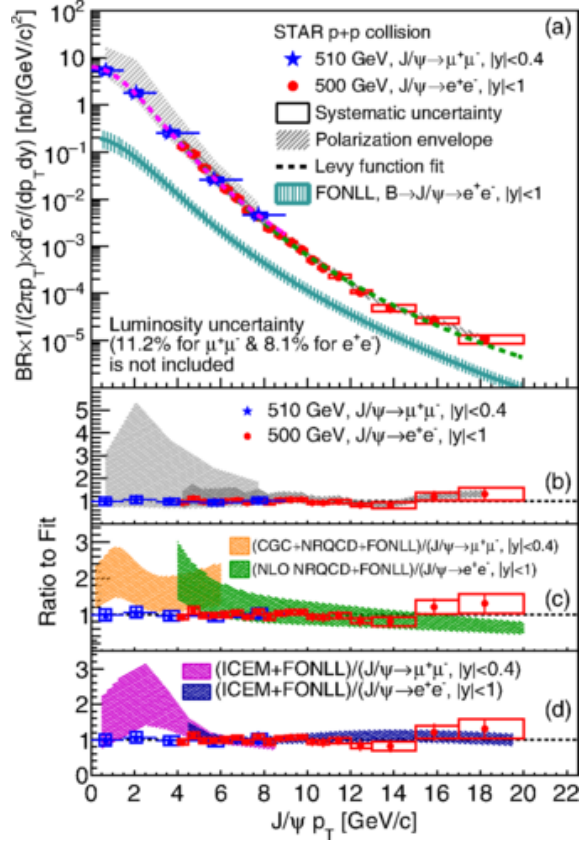 (a)
STAR p+p collision
510 GeV, J/ψ→μ⁺μ⁻, |y|<0.4
500 GeV, J/ψ→e⁺e⁻, |y|<1
Systematic uncertainty
Polarization envelope
Levy function fit
FONLL, B→J/ψ→e⁺e⁻, |y|<1
BR×1/(2πp_T)×d²σ/(dp_T dy) [nb/(GeV/c)²]
10²
10
1
10⁻¹
10⁻²
10⁻³
10⁻⁴
10⁻⁵
Luminosity uncertainty
(11.2% for μ⁺μ⁻ & 8.1% for e⁺e⁻)
is not included
510 GeV, J/ψ→μ⁺μ⁻, |y|<0.4
500 GeV, J/ψ→e⁺e⁻, |y|<1
(b)
5
4
3
2
1
Ratio to Fit
(CGC+NRQCD+FONLL)/(J/ψ→μ⁺μ⁻, |y|<0.4)
(NLO NRQCD+FONLL)/(J/ψ→e⁺e⁻, |y|<1)
(c)
3
2
1
(ICEM+FONLL)/(J/ψ→μ⁺μ⁻, |y|<0.4)
(ICEM+FONLL)/(J/ψ→e⁺e⁻, |y|<1)
(d)
3
2
1
0 2 4 6 8 10 12 14 16 18 20 22
J/ψ p_T [GeV/c]